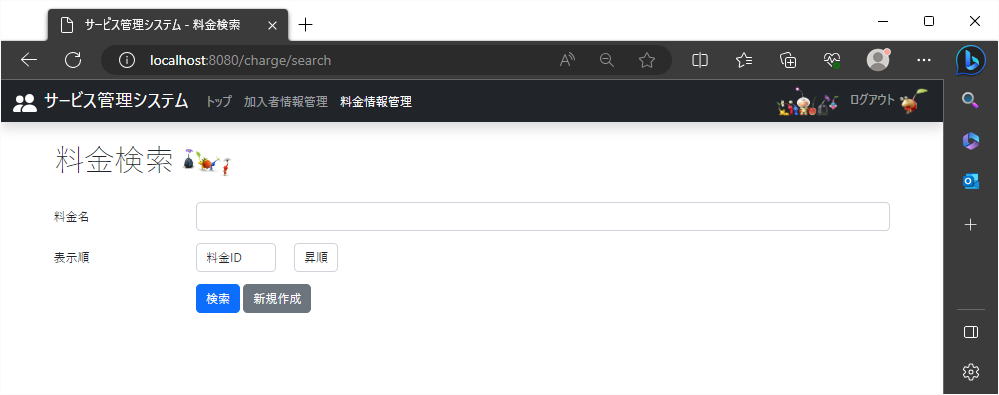 サービス管理システム - 料金検索
localhost:8080/charge/search
サービス管理システム トップ 加入者情報管理 料金情報管理 ログアウト
料金検索
料金名
表示順 料金ID 昇順
検索 新規作成